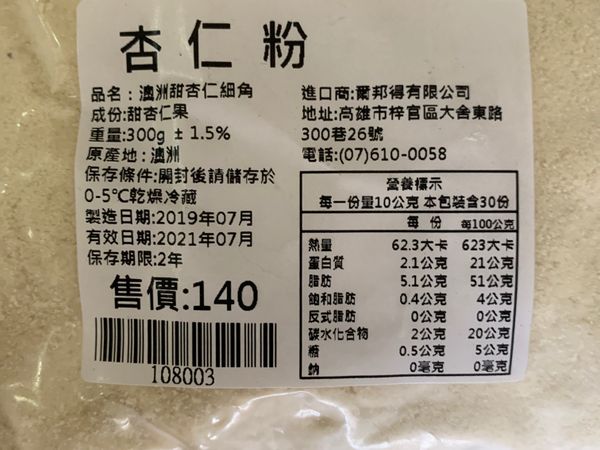 杏仁粉
品名：澳洲甜杏仁細角
成份:甜杏仁果
重量:300g ± 1.5%
原產地：澳洲
保存條件:開封後請儲存於
0-5℃乾燥冷藏
製造日期:2019年07月
有效日期:2021年07月
保存期限:2年
售價:140
108003
進口商:爾邦得有限公司
地址:高雄市梓官區大舍東路
300巷26號
電話:(07)610-0058
營養標示
每一份量10公克 本包裝含30份
每 份 每100公克
熱量 62.3大卡 623大卡
蛋白質 2.1公克 21公克
脂肪 5.1公克 51公克
飽和脂肪 0.4公克 4公克
反式脂肪 0公克 0公克
碳水化合物 2公克 20公克
糖 0.5公克 5公克
鈉 0毫克 0毫克